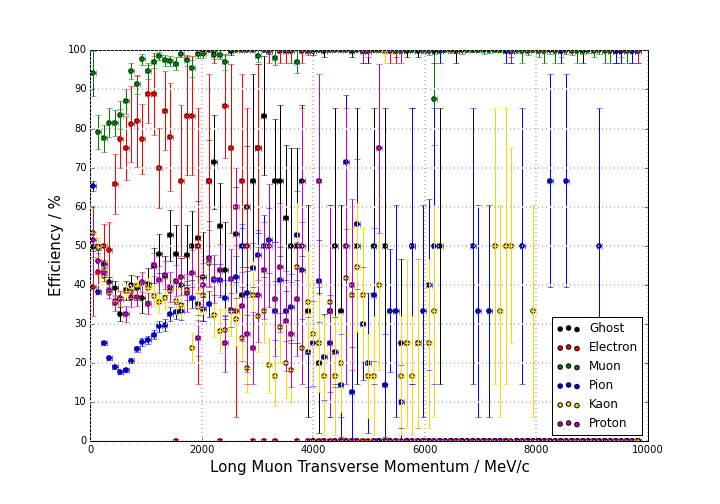 100
90
80
70
60
50
40
30
20
10
0
Efficiency / %
Ghost
Electron
Muon
Pion
Kaon
Proton
0 2000 4000 6000 8000 10000
Long Muon Transverse Momentum / MeV/c